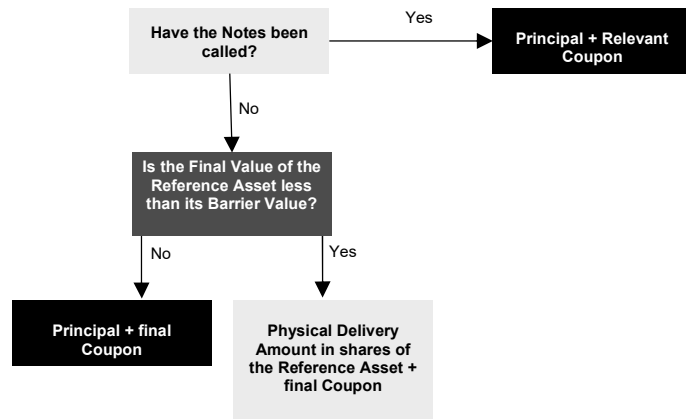 Have the Notes been
called?
Yes
Principal + Relevant
Coupon
No
Is the Final Value of the
Reference Asset less
than its Barrier Value?
No
Yes
Principal + final
Coupon
Physical Delivery
Amount in shares of
the Reference Asset +
final Coupon